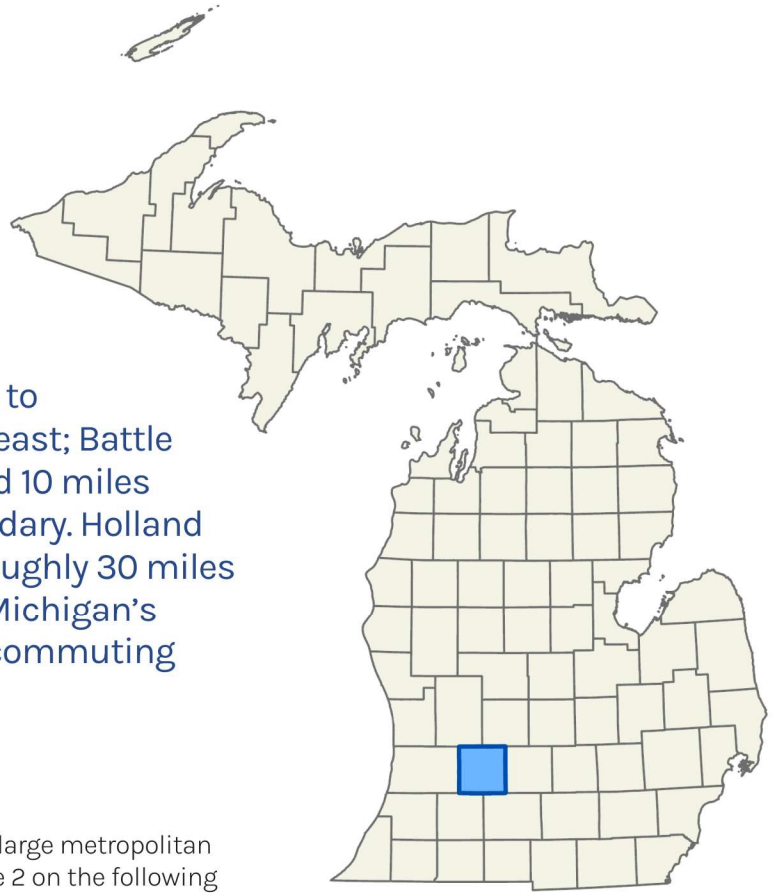 to
east; Battle
d 10 miles
dary. Holland
ughly 30 miles
Michigan's
commuting
large metropolitan
e 2 on the following